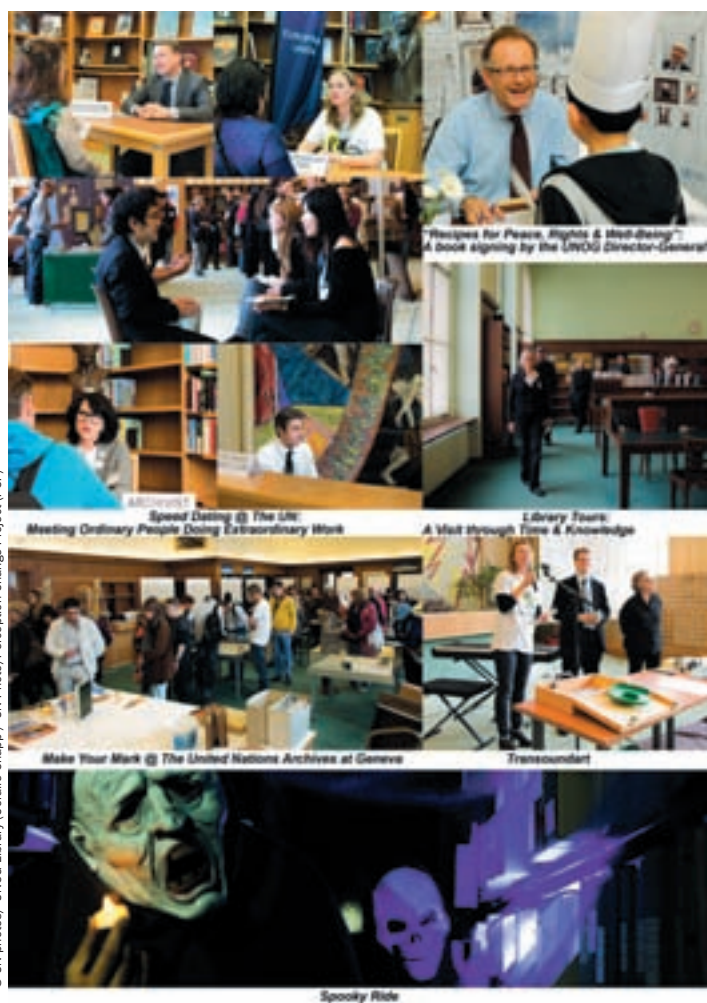 "Recipes for Peace, Rights & Well-Being":
A book signing by the UNOG Director-General
ARCHIVIST
Speed Dating @ The UN:
Meeting Ordinary People Doing Extraordinary Work
Library Tours:
A Visit through Time & Knowledge
Make Your Mark @ The United Nations Archives at Geneva
Transoundart
Spooky Ride